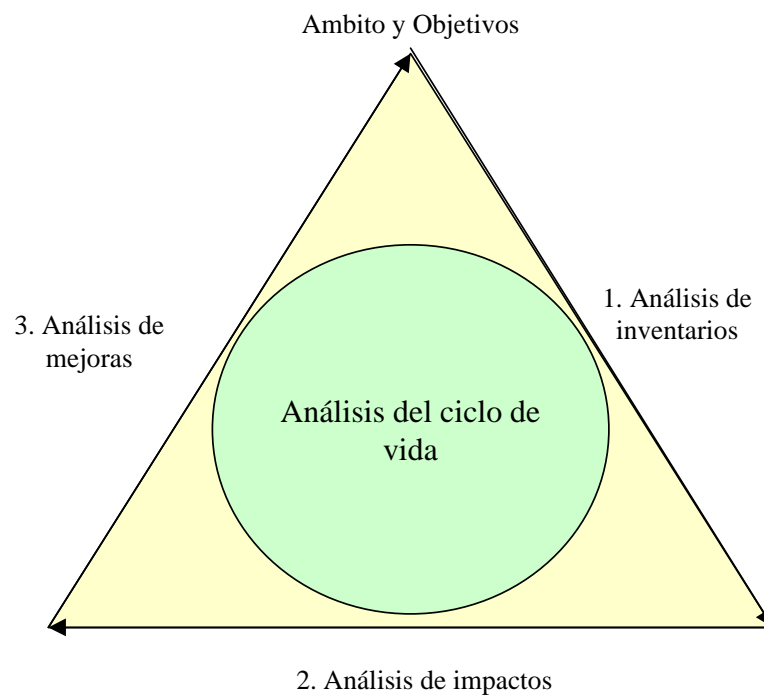 Ambito y Objetivos
1. Análisis de
inventarios
3. Análisis de
mejoras
Análisis del ciclo de
vida
2. Análisis de impactos